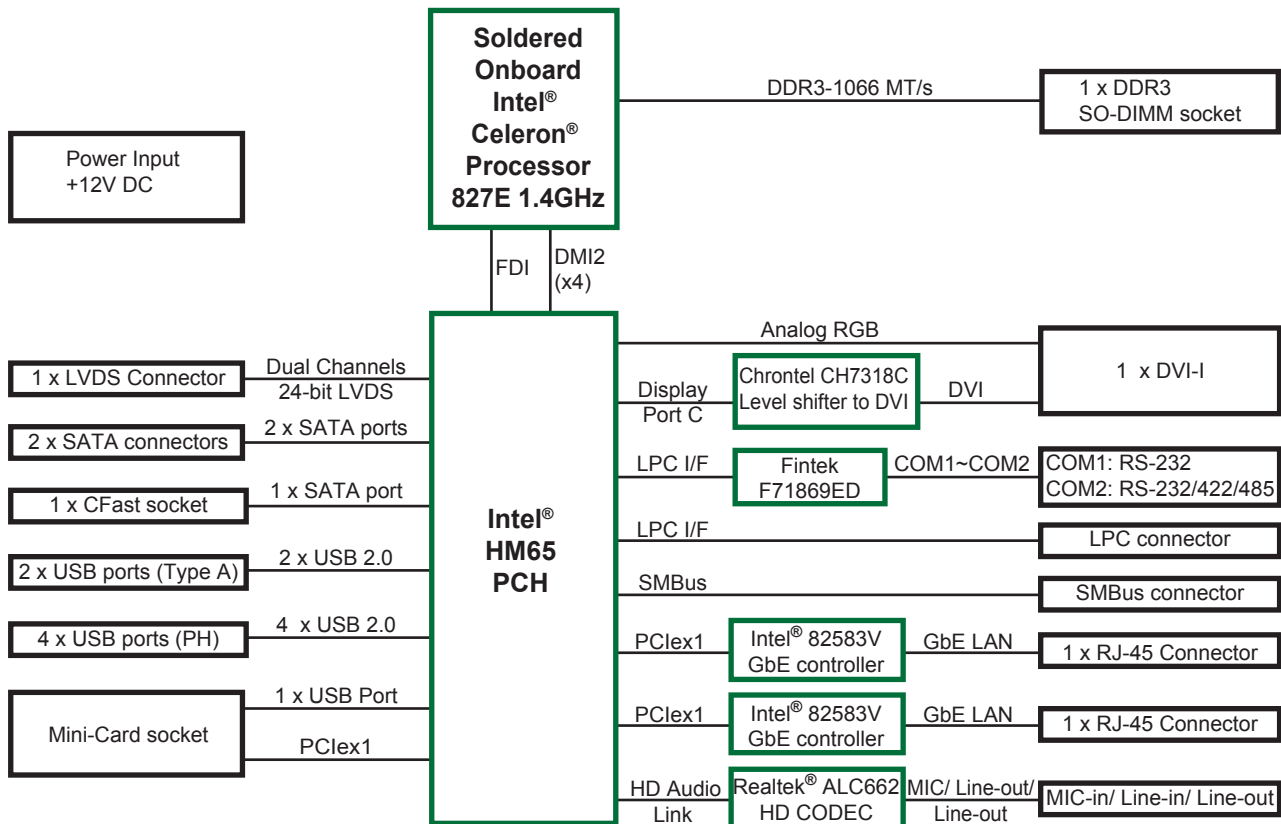 Soldered
Onboard
Intel®
Celeron®
Processor
827E 1.4GHz
DDR3-1066 MT/s
1 x DDR3
SO-DIMM socket
Power Input
+12V DC
FDI
DMI2
(x4)
Intel®
HM65
PCH
1 x LVDS Connector
Dual Channels
24-bit LVDS
2 x SATA connectors
2 x SATA ports
1 x CFast socket
1 x SATA port
2 x USB ports (Type A)
2 x USB 2.0
4 x USB ports (PH)
4 x USB 2.0
Mini-Card socket
1 x USB Port
PCIex1
Analog RGB
1 x DVI-I
Display
Port C
Chrontel CH7318C
Level shifter to DVI
DVI
LPC I/F
Fintek
F71869ED
COM1~COM2
COM1: RS-232
COM2: RS-232/422/485
LPC I/F
LPC connector
SMBus
SMBus connector
PCIex1
Intel® 82583V
GbE controller
GbE LAN
1 x RJ-45 Connector
PCIex1
Intel® 82583V
GbE controller
GbE LAN
1 x RJ-45 Connector
HD Audio
Link
Realtek® ALC662
HD CODEC
MIC/ Line-out/
Line-out
MIC-in/ Line-in/ Line-out